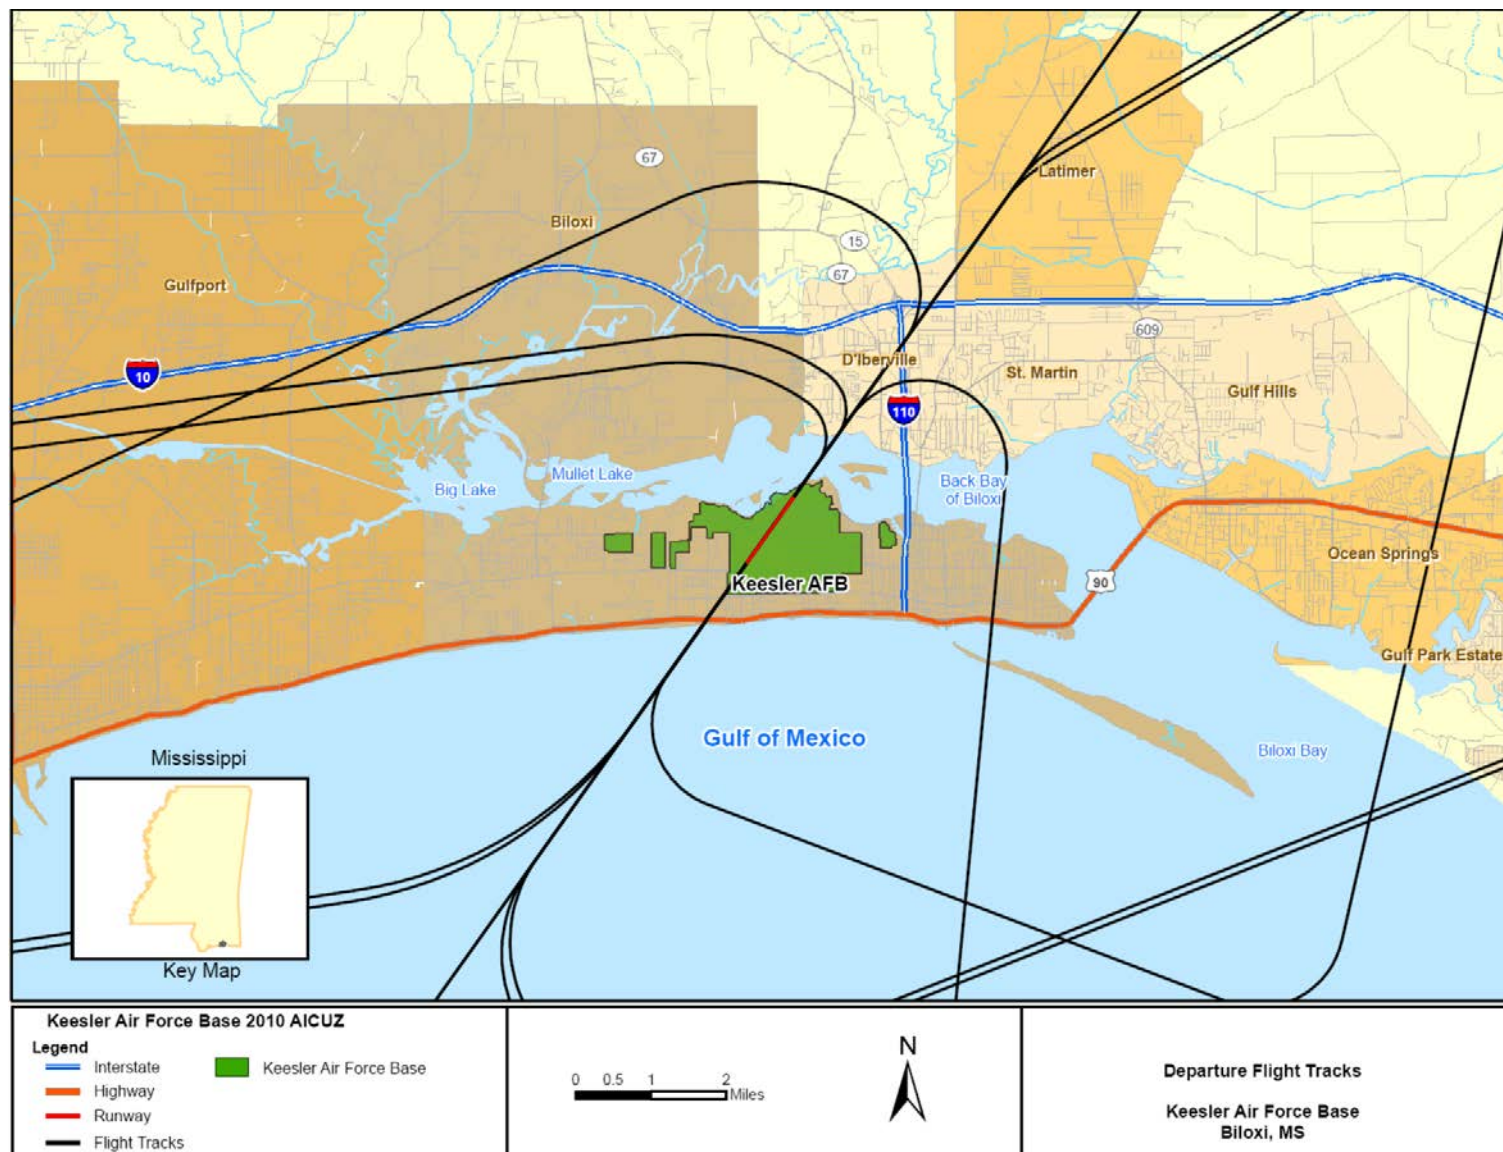 67
Latimer
Biloxi
15
67
Gulfport
609
D'Iberville
St. Martin
10
Gulf Hills
110
Mullet Lake
Big Lake
Back Bay
of Biloxi
Ocean Springs
Keesler AFB
90
Gulf Park Estate
Gulf of Mexico
Biloxi Bay
Mississippi
Key Map
Keesler Air Force Base 2010 AICUZ
Legend
Interstate
Keesler Air Force Base
Highway
Runway
Flight Tracks
0 0.5 1 2
Miles
N
Departure Flight Tracks
Keesler Air Force Base
Biloxi, MS